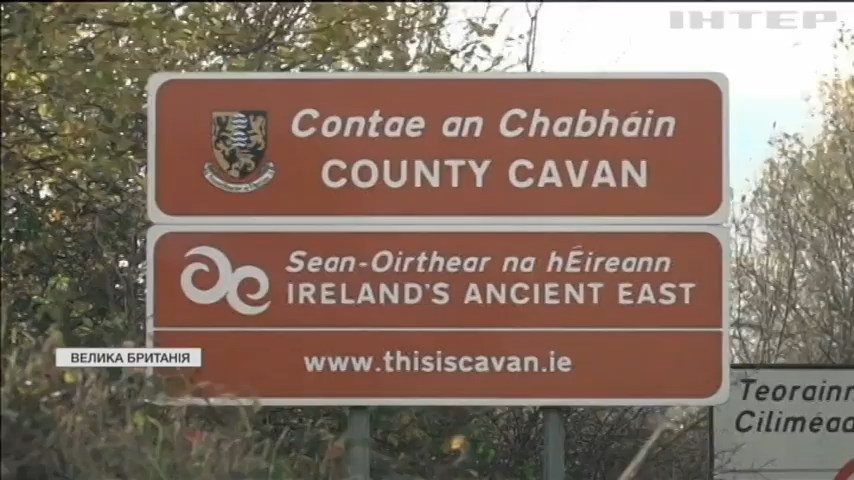 ІНТЕР
Contae an Chabháin
COUNTY CAVAN
Sean-Oirthear na hÉireann
IRELAND'S ANCIENT EAST
www.thisiscavan.ie
ВЕЛИКА БРИТАНІЯ
Teorainn
Ciliméad